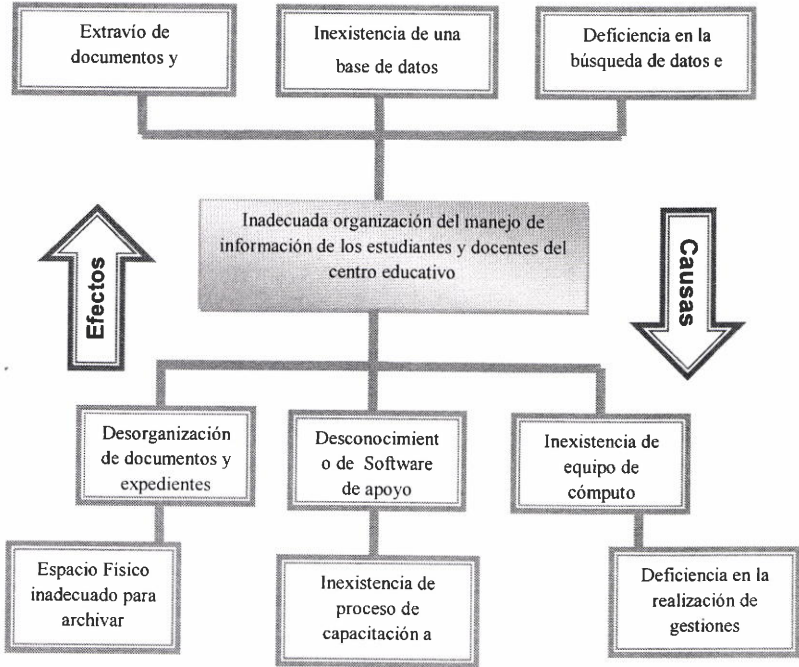 Extravío de
documentos y
Inexistencia de una
base de datos
Deficiencia en la
búsqueda de datos e
Inadecuada organización del manejo de
información de los estudiantes y docentes del
centro educativo
Efectos
Causas
Desorganización
de documentos y
expedientes
Desconocimient
o de Software
de apoyo
Inexistencia de
equipo de
cómputo
Espacio Físico
inadecuado para
archivar
Inexistencia de
proceso de
capacitación a
Deficiencia en la
realización de
gestiones